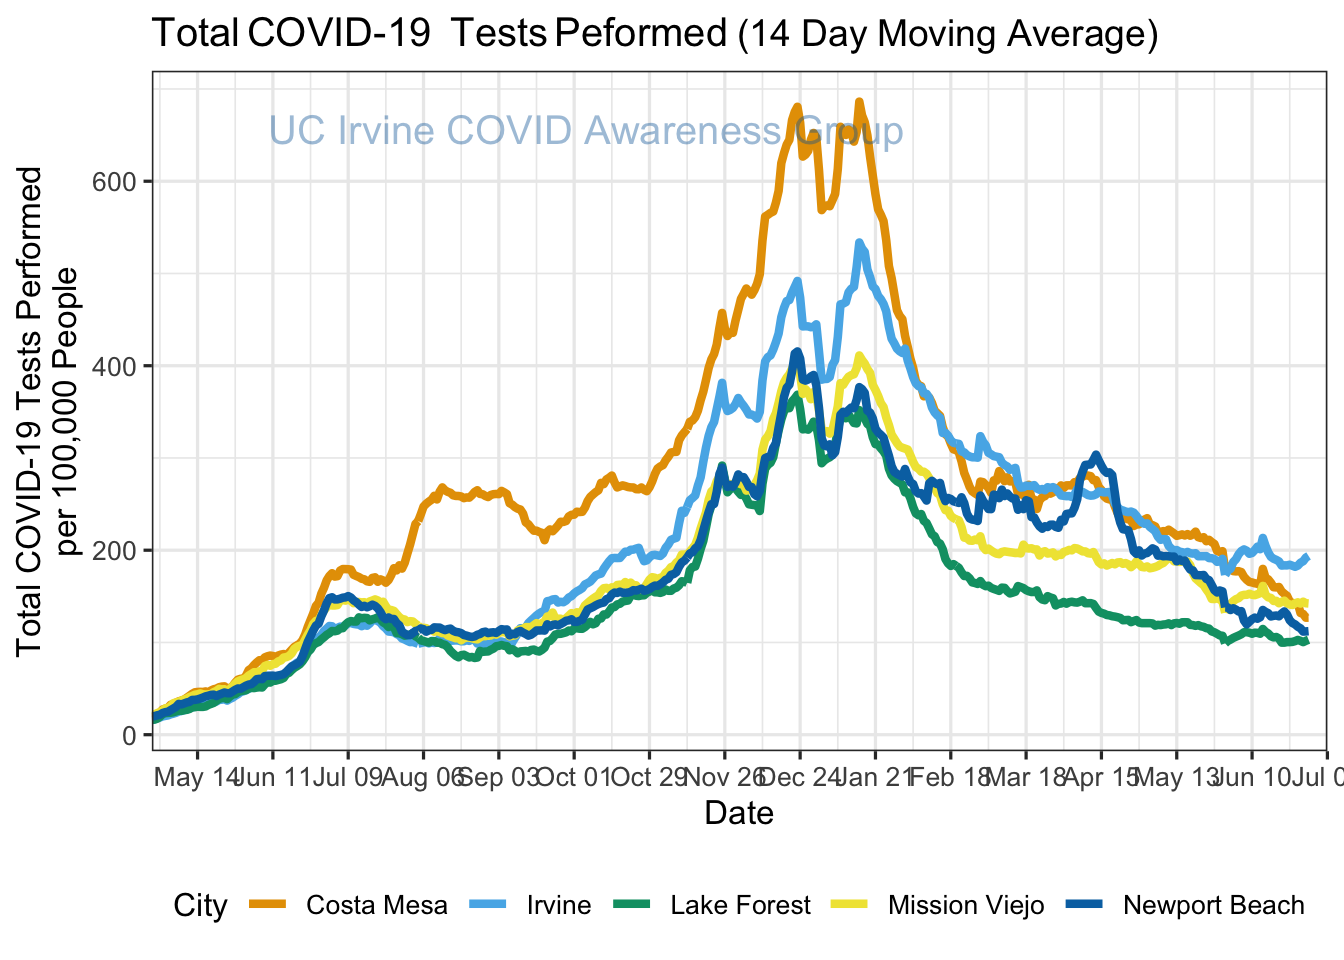 Total COVID-19 Tests Peformed (14 Day Moving Average)
UC Irvine COVID Awareness Group
Total COVID-19 Tests Performed
per 100,000 People
600
400
200
0
May 14 Jun 11 Jul 09 Aug 06 Sep 03 Oct 01 Oct 29 Nov 26 Dec 24 Jan 21 Feb 18 Mar 18 Apr 15 May 13 Jun 10 Jul 0
Date
City Costa Mesa Irvine Lake Forest Mission Viejo Newport Beach